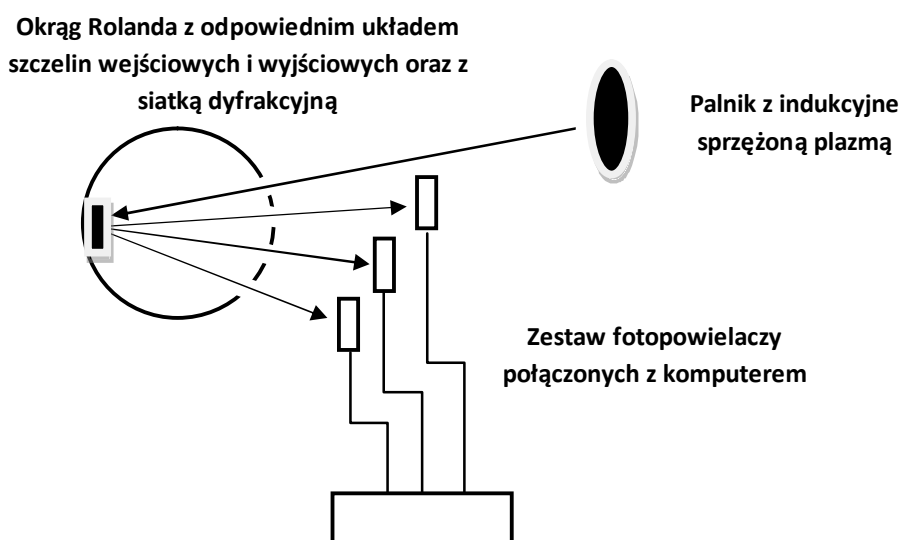 Okrąg Rolanda z odpowiednim układem
szczelin wejściowych i wyjściowych oraz z
siatką dyfrakcyjną
Palnik z indukcyjne
sprzężoną plazmą
Zestaw fotopowielaczy
połączonych z komputerem